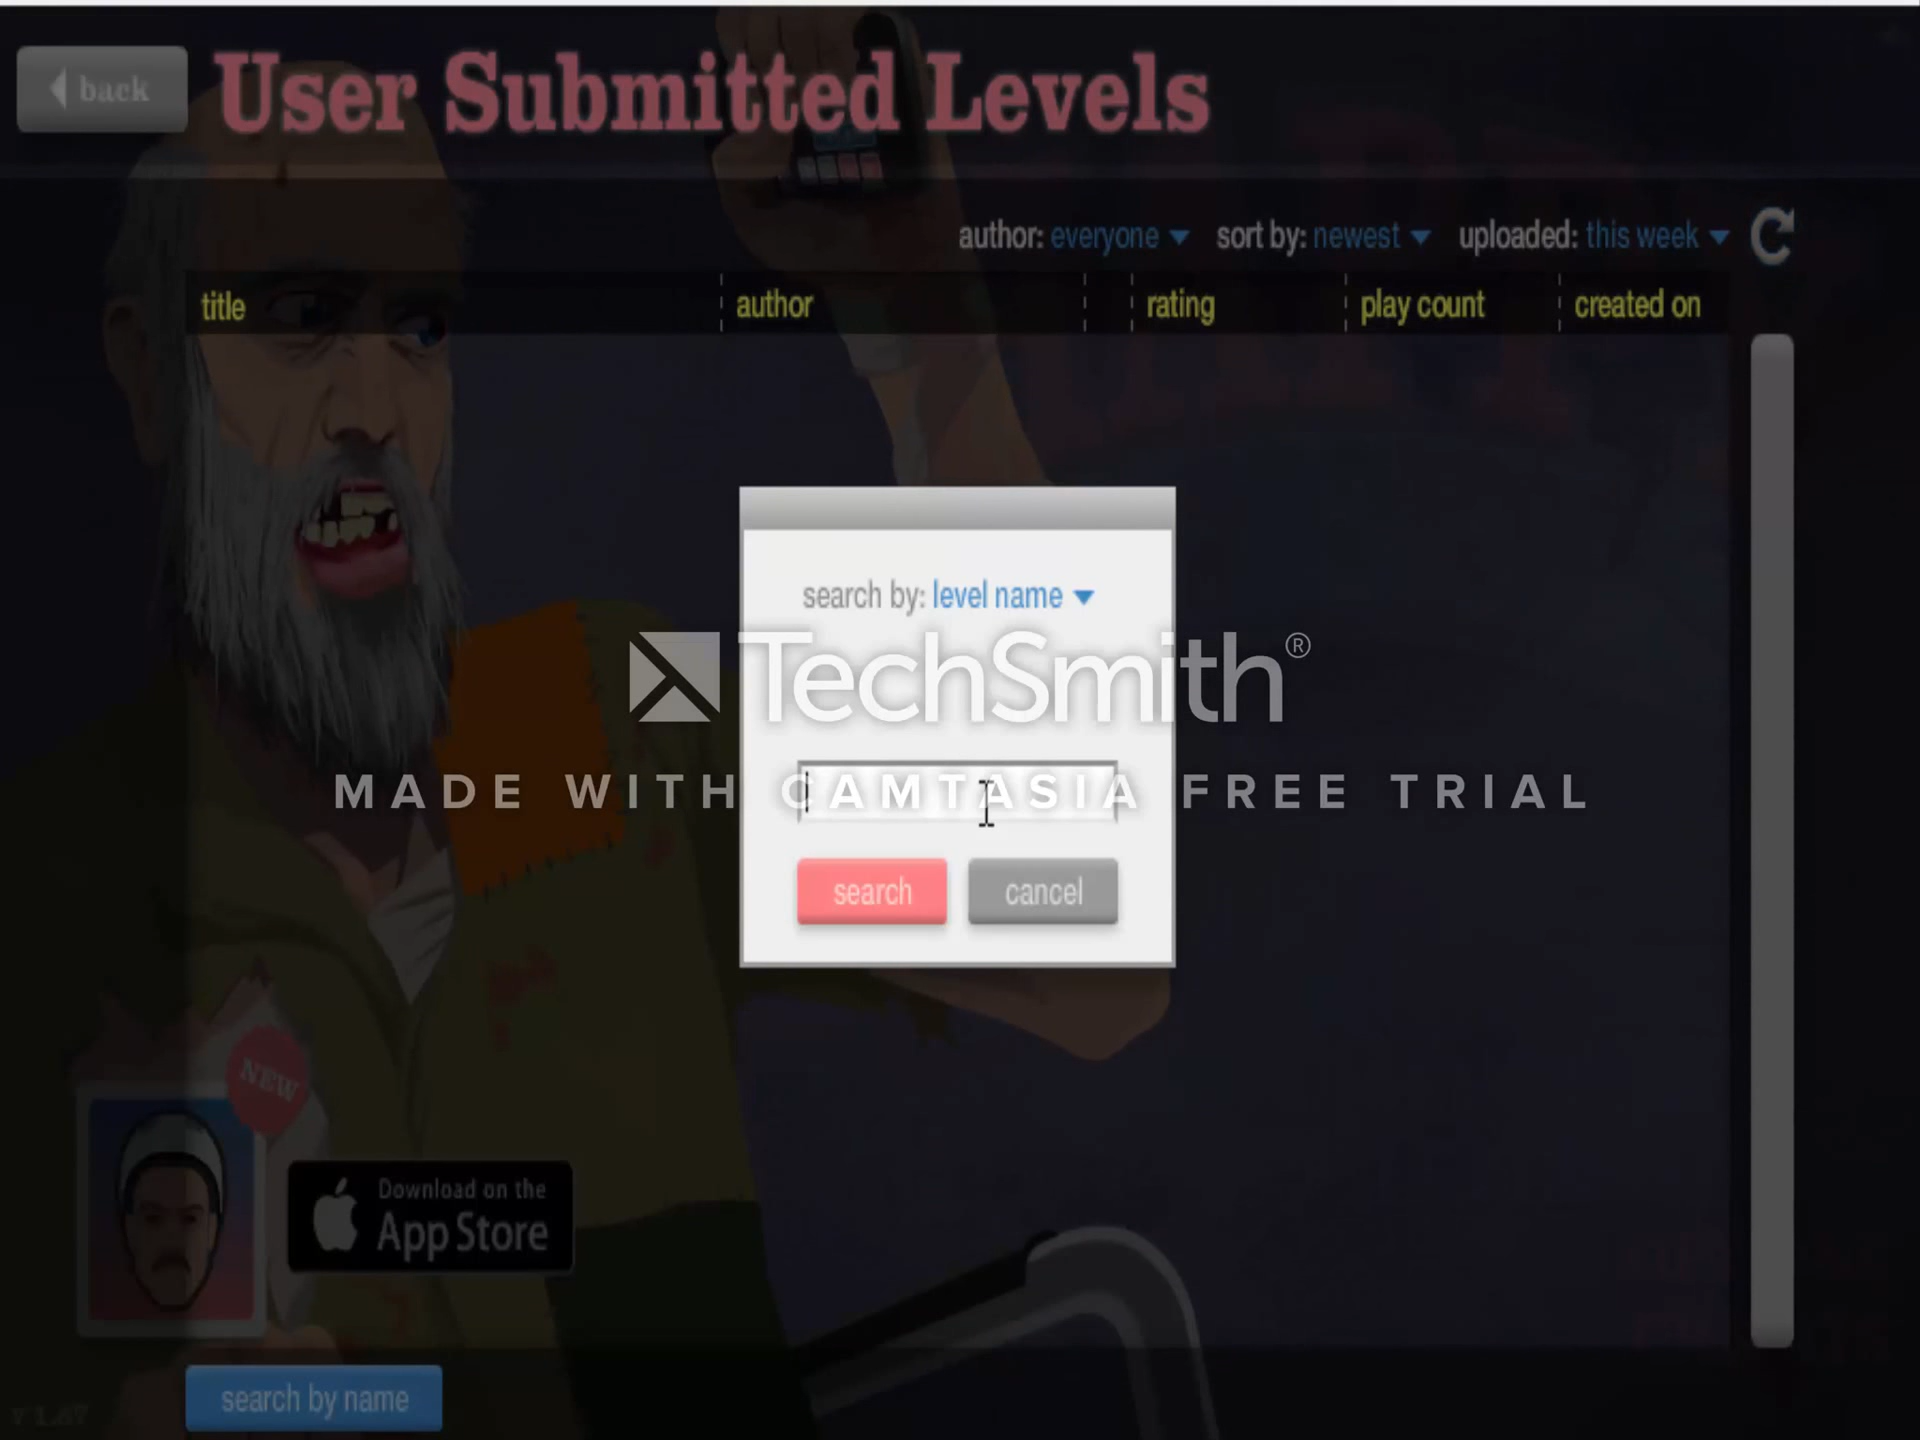 back
User Submitted Levels
author: everyone sort by: newest uploaded: this week
title author rating play count created on
search by: level name
TechSmith®
MADE WITH CAMTASIA FREE TRIAL
search cancel
NEW
Download on the
App Store
search by name
v 1.87